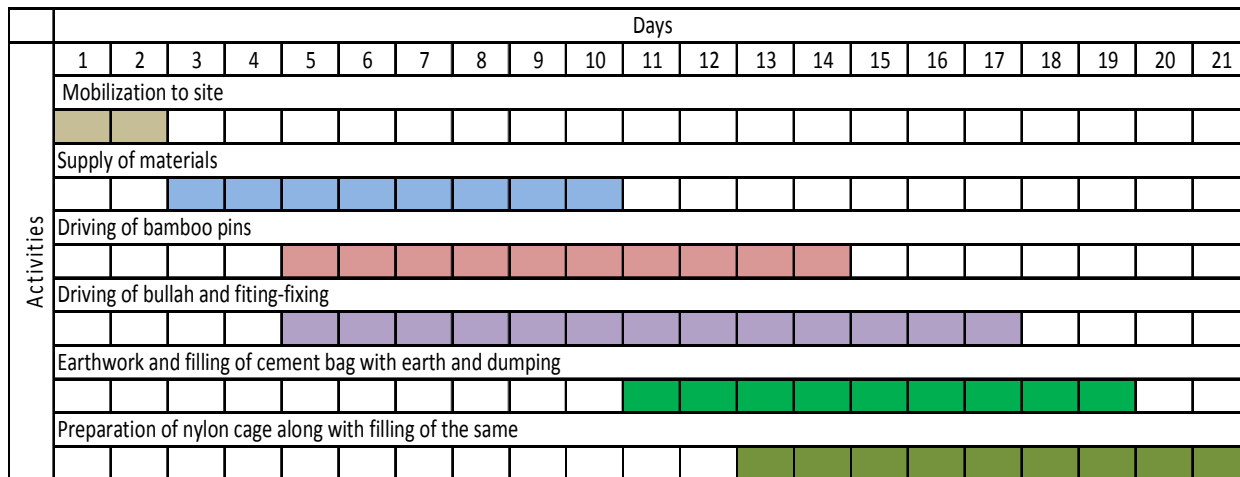 Days
1 2 3 4 5 6 7 8 9 10 11 12 13 14 15 16 17 18 19 20 21
Activities
Mobilization to site
Supply of materials
Driving of bamboo pins
Driving of bullah and fiting-fixing
Earthwork and filling of cement bag with earth and dumping
Preparation of nylon cage along with filling of the same